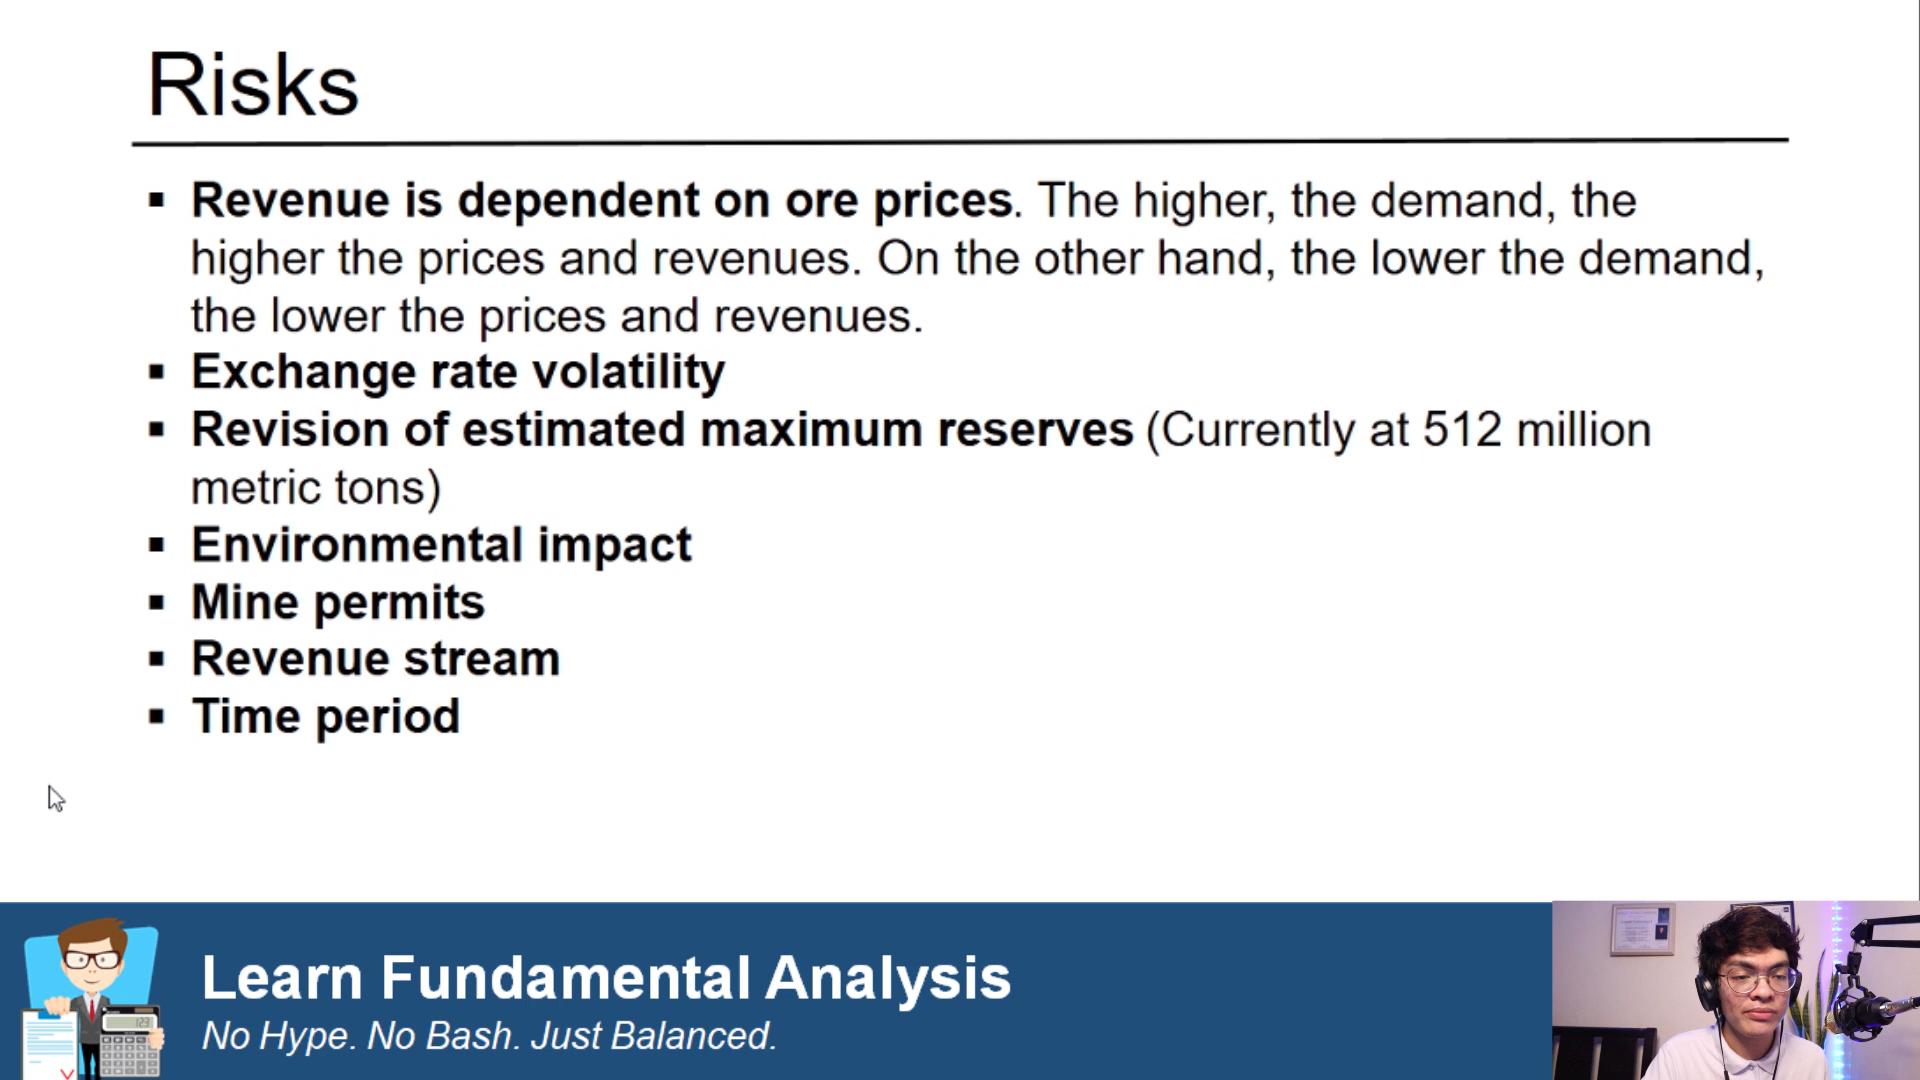 Risks
Revenue is dependent on ore prices. The higher, the demand, the
higher the prices and revenues. On the other hand, the lower the demand,
the lower the prices and revenues.
Exchange rate volatility
Revision of estimated maximum reserves (Currently at 512 million
metric tons)
Environmental impact
Mine permits
Revenue stream
Time period
Learn Fundamental Analysis
No Hype. No Bash. Just Balanced.
123